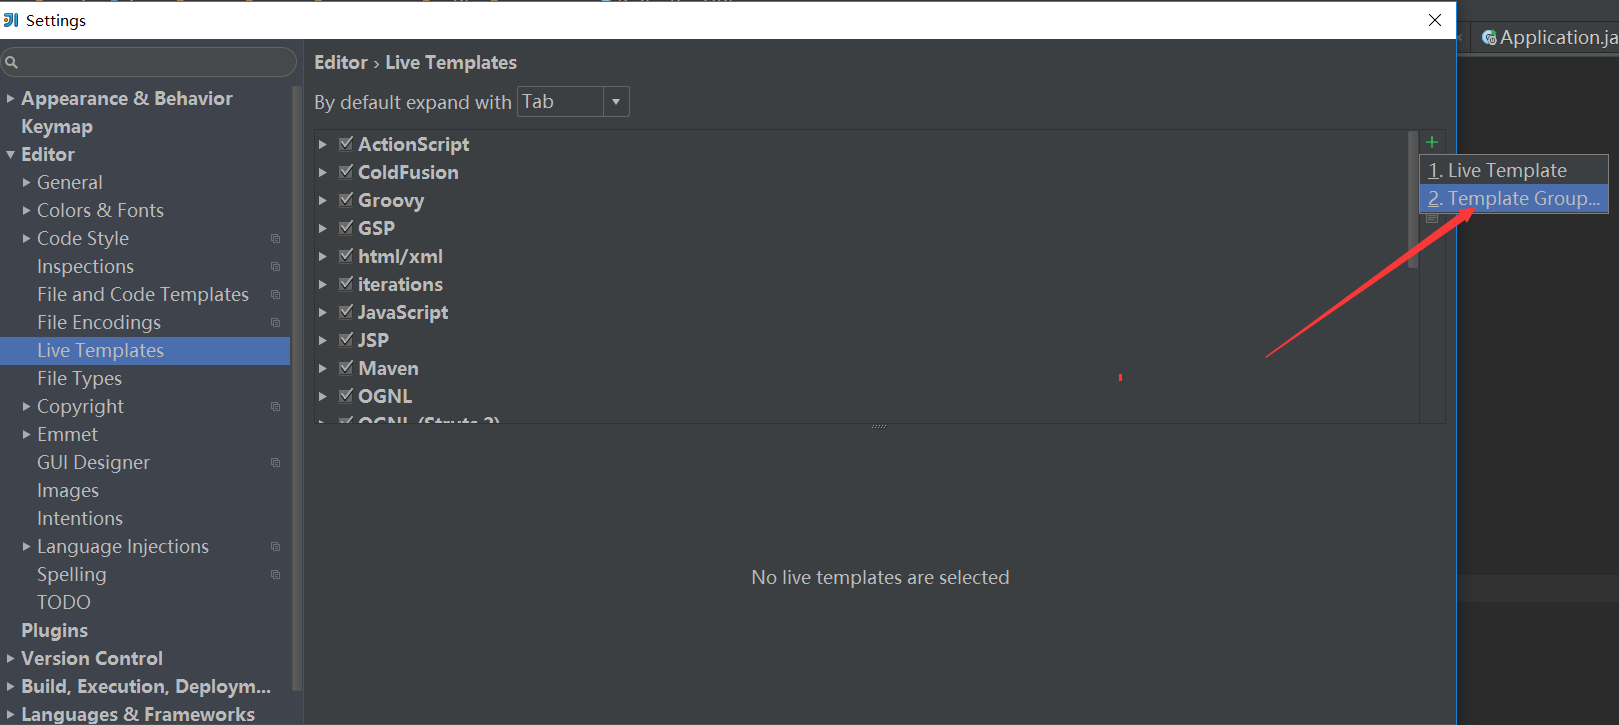 Settings
Application.ja
Editor › Live Templates
By default expand with Tab
Appearance & Behavior
Keymap
Editor
General
Colors & Fonts
Code Style
Inspections
File and Code Templates
File Encodings
Live Templates
File Types
Copyright
Emmet
GUI Designer
Images
Intentions
Language Injections
Spelling
TODO
Plugins
Version Control
Build, Execution, Deploym...
Languages & Frameworks
ActionScript
ColdFusion
Groovy
GSP
html/xml
iterations
JavaScript
JSP
Maven
OGNL
OGNL (Struts 2)
1. Live Template
2. Template Group...
No live templates are selected